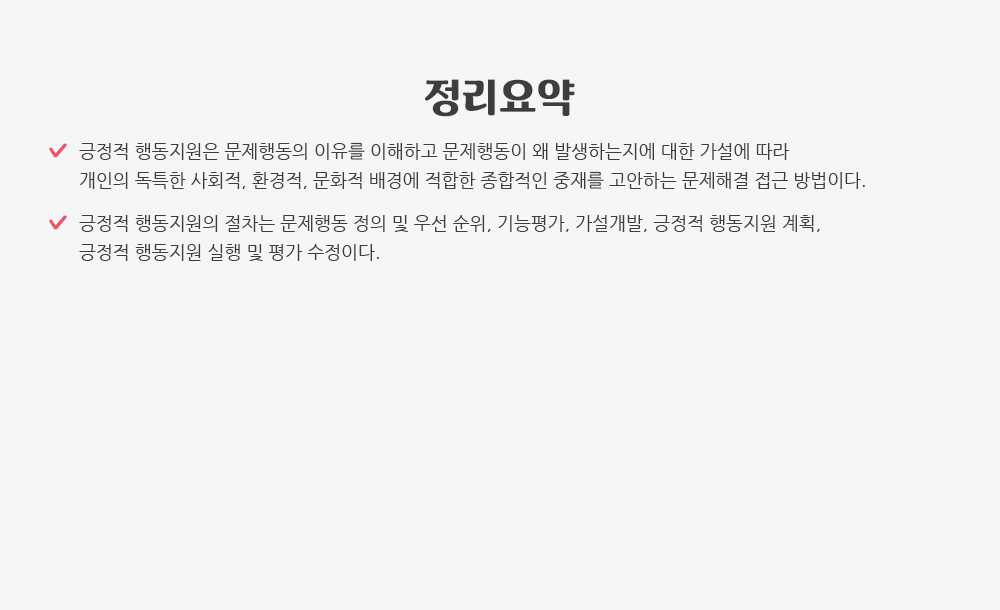 정리요약
긍정적 행동지원은 문제행동의 이유를 이해하고 문제행동이 왜 발생하는지에 대한 가설에 따라
개인의 독특한 사회적, 환경적, 문화적 배경에 적합한 종합적인 중재를 고안하는 문제해결 접근 방법이다.
긍정적 행동지원의 절차는 문제행동 정의 및 우선 순위, 기능평가, 가설개발, 긍정적 행동지원 계획,
긍정적 행동지원 실행 및 평가 수정이다.